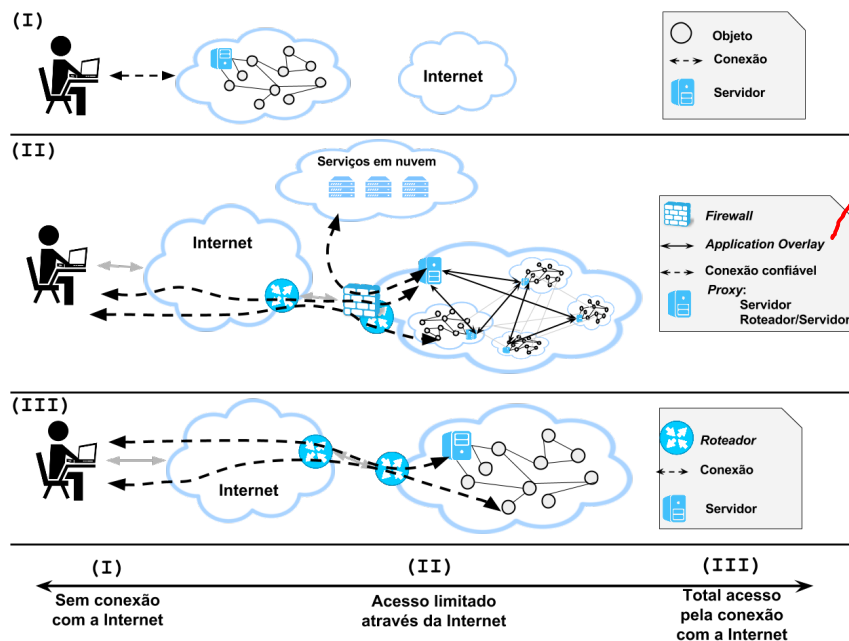 (I)
Internet
Objeto
Conexão
Servidor
(II)
Serviços em nuvem
Internet
Firewall
Application Overlay
Conexão confiável
Proxy:
Servidor
Roteador/Servidor
(III)
Internet
Roteador
Conexão
Servidor
(I)
(II)
(III)
Sem conexão
com a Internet
Acesso limitado
através da Internet
Total acesso
pela conexão
com a Internet